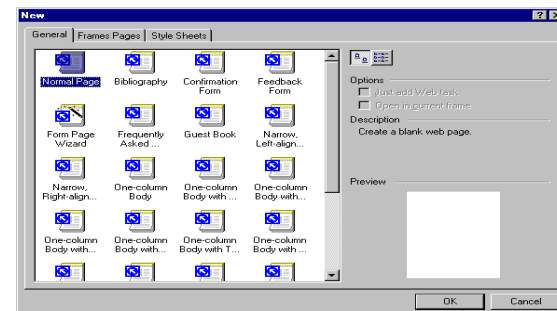 New
General Frames Pages Style Sheets
Normal Page Bibliography Confirmation Form Feedback Form
Form Page Wizard Frequently Asked ... Guest Book Narrow, Left-align...
Narrow, Right-align... One-column Body One-column Body with ... One-column Body with ...
One-column Body with... One-column Body with... One-column Body with T... One-column Body with ...
Options
Just add Web task
Open in current frame
Description
Create a blank web page.
Preview
OK Cancel